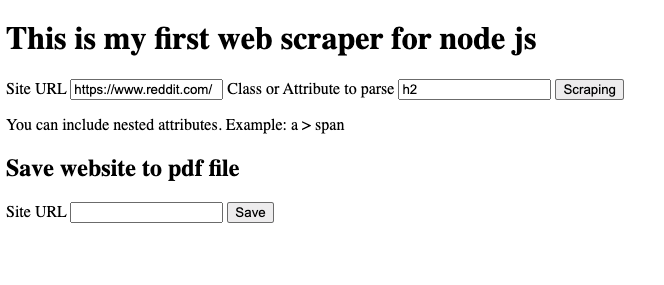 This is my first web scraper for node js
Site URL https://www.reddit.com/ Class or Attribute to parse h2 Scraping
You can include nested attributes. Example: a > span
Save website to pdf file
Site URL Save